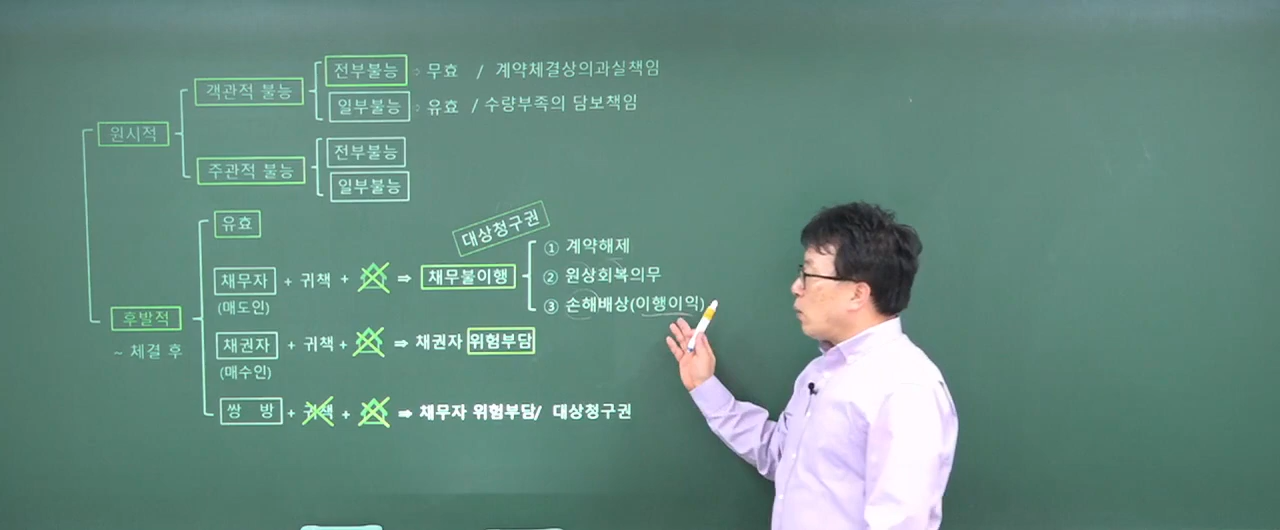 원시적
객관적 불능
전부불능 무효 / 계약체결상의과실책임
일부불능 유효 / 수량부족의 담보책임
주관적 불능
전부불능
일부불능
후발적
~ 체결 후
유효
대상청구권
채무자 + 귀책 + ⇒ 채무불이행
(매도인)
① 계약해제
② 원상회복의무
③ 손해배상(이행이익)
채권자 + 귀책 + ⇒ 채권자 위험부담
(매수인)
쌍 방 + 귀책 + ⇒ 채무자 위험부담/ 대상청구권